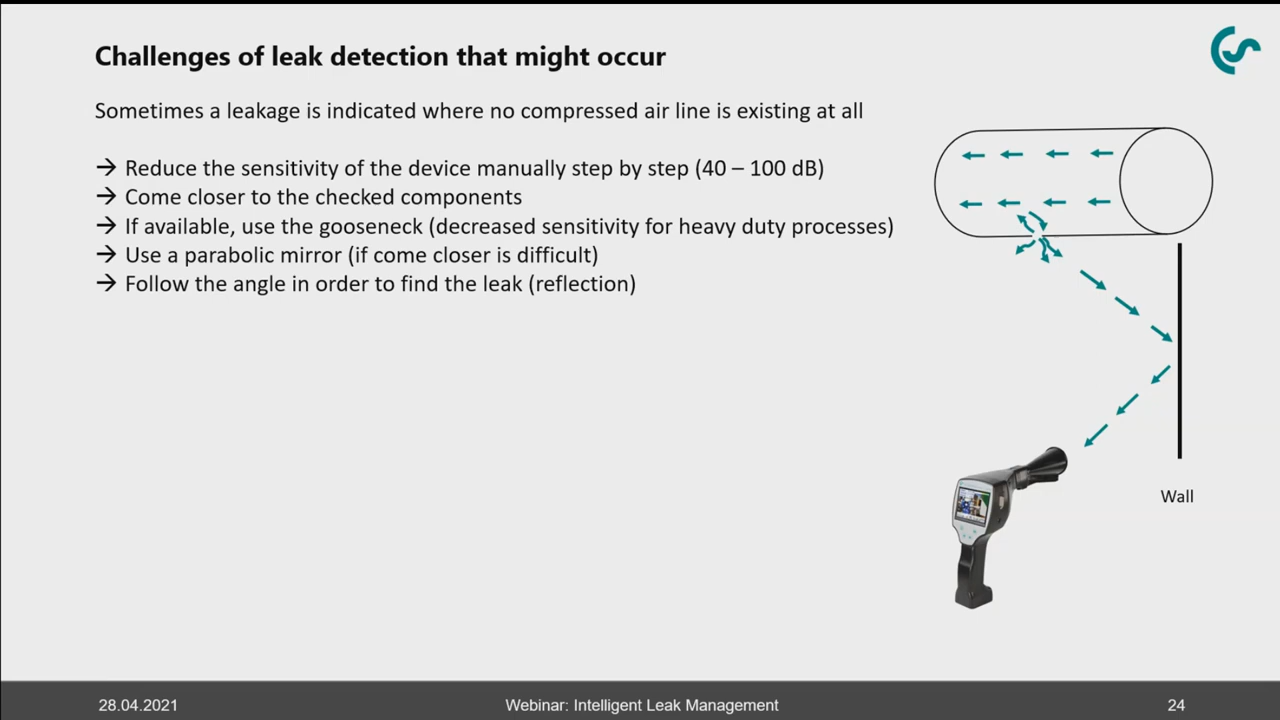 Challenges of leak detection that might occur
Sometimes a leakage is indicated where no compressed air line is existing at all
→ Reduce the sensitivity of the device manually step by step (40 – 100 dB)
→ Come closer to the checked components
→ If available, use the gooseneck (decreased sensitivity for heavy duty processes)
→ Use a parabolic mirror (if come closer is difficult)
→ Follow the angle in order to find the leak (reflection)
Wall
28.04.2021
Webinar: Intelligent Leak Management
24